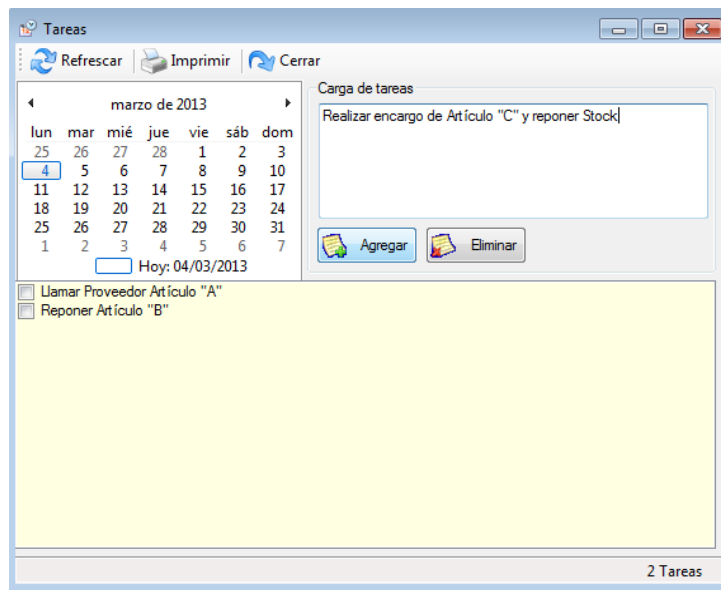 Tareas
Refrescar Imprimir Cerrar
marzo de 2013
lun mar mié jue vie sáb dom
25 26 27 28 1 2 3
4 5 6 7 8 9 10
11 12 13 14 15 16 17
18 19 20 21 22 23 24
25 26 27 28 29 30 31
1 2 3 4 5 6 7
Hoy: 04/03/2013
Carga de tareas
Realizar encargo de Artículo "C" y reponer Stock
Agregar Eliminar
Llamar Proveedor Artículo "A"
Reponer Artículo "B"
2 Tareas